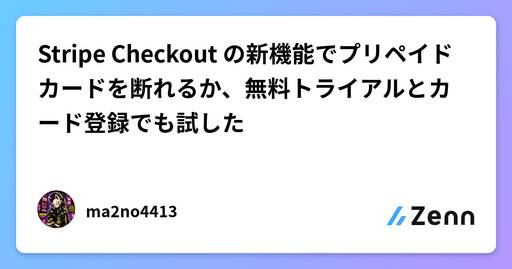 Stripe Checkout の新機能でプリペイド
カードを断れるか、無料トライアルとカ
ード登録でも試した
ma2no4413
Zenn